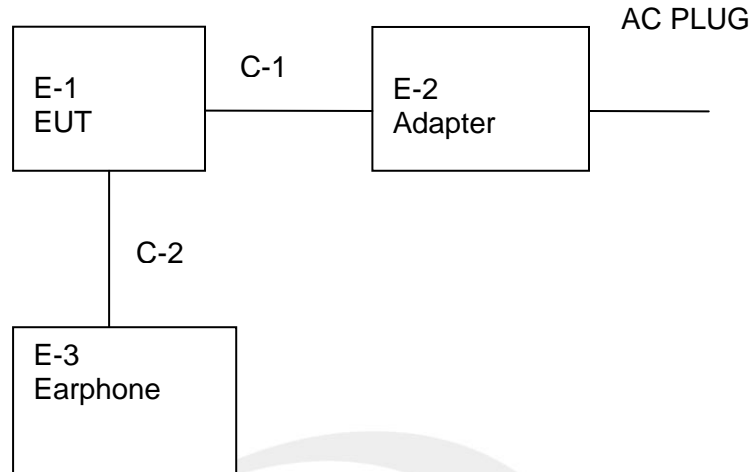 AC PLUG
C-1
E-1
EUT
E-2
Adapter
C-2
E-3
Earphone